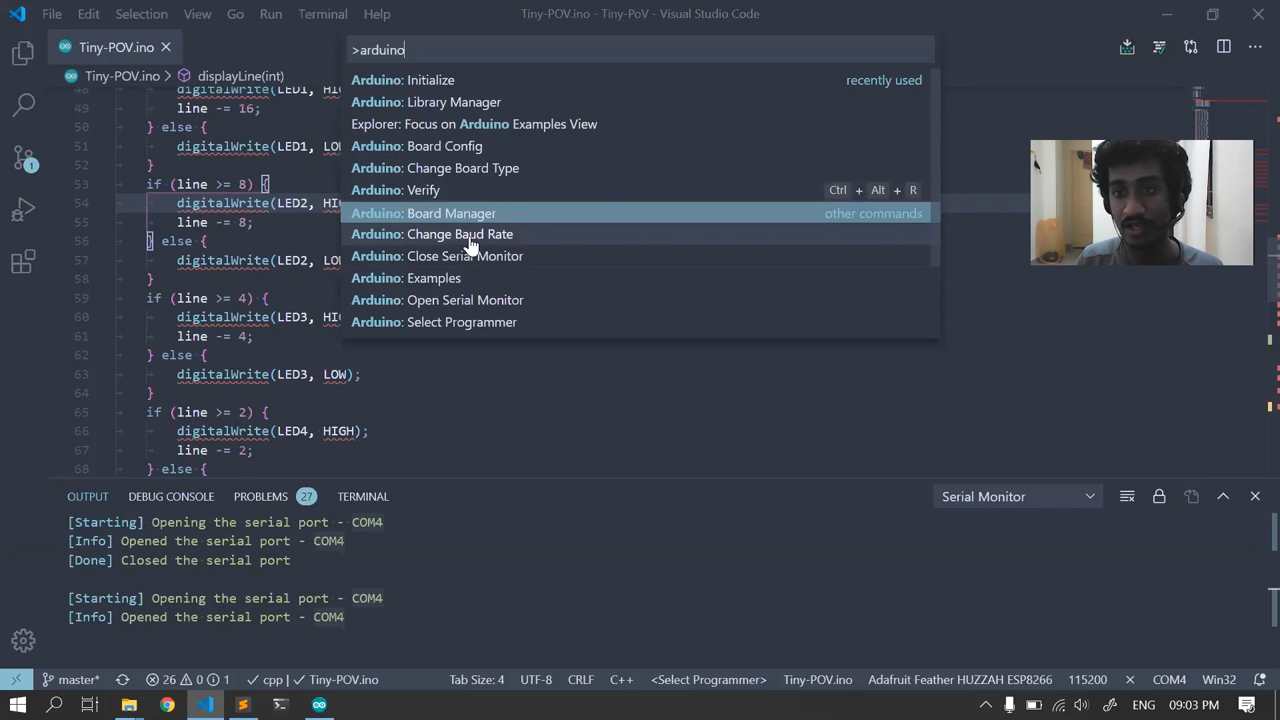 File Edit Selection View Go Run Terminal Help Tiny-POV.ino - Tiny-PoV - Visual Studio Code
Tiny-POV.ino
>arduino
Tiny-POV.ino > displayLine(int)
Arduino: Initialize recently used
Arduino: Library Manager
Explorer: Focus on Arduino Examples View
Arduino: Board Config
Arduino: Change Board Type
Arduino: Verify Ctrl + Alt + R
Arduino: Board Manager other commands
Arduino: Change Baud Rate
Arduino: Close Serial Monitor
Arduino: Examples
Arduino: Open Serial Monitor
Arduino: Select Programmer
48 digitalWrite(LED1, HI
49 line -= 16;
50 } else {
51 digitalWrite(LED1, LO
52 }
53 if (line >= 8) {
54 digitalWrite(LED2, HI
55 line -= 8;
56 } else {
57 digitalWrite(LED2, LO
58 }
59 if (line >= 4) {
60 digitalWrite(LED3, HI
61 line -= 4;
62 } else {
63 digitalWrite(LED3, LOW);
64 }
65 if (line >= 2) {
66 digitalWrite(LED4, HIGH);
67 line -= 2;
68 } else {
OUTPUT DEBUG CONSOLE PROBLEMS 27 TERMINAL Serial Monitor
[Starting] Opening the serial port - COM4
[Info] Opened the serial port - COM4
[Done] Closed the serial port
[Starting] Opening the serial port - COM4
[Info] Opened the serial port - COM4
master* 26 1 cpp Tiny-POV.ino Tab Size: 4 UTF-8 CRLF C++ <Select Programmer> Tiny-POV.ino Adafruit Feather HUZZAH ESP8266 115200 COM4 Win32
ENG 09:03 PM